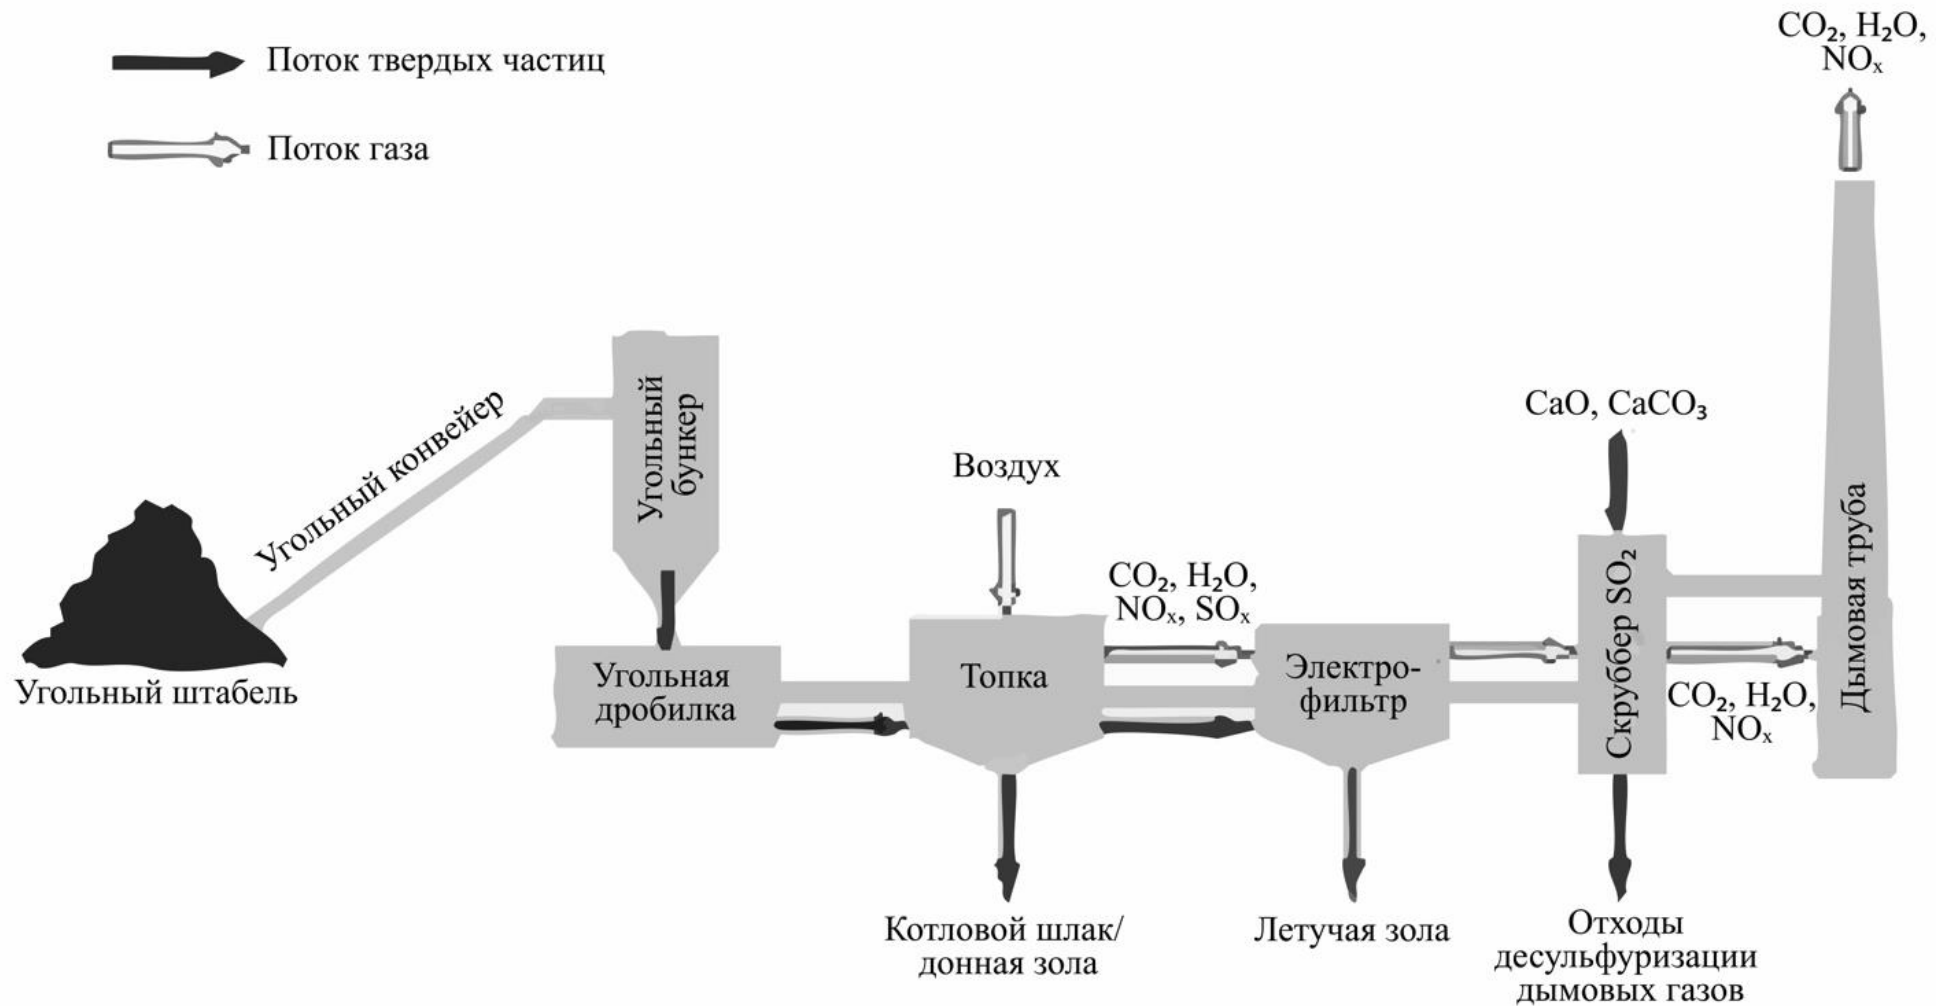 Поток твердых частиц
Поток газа
CO₂, H₂O,
NOₓ
Угольный конвейер
Угольный
бункер
Угольный штабель
Угольная
дробилка
Воздух
Топка
CO₂, H₂O,
NOₓ, SOₓ
Электро-
фильтр
CaO, CaCO₃
Скруббер SO₂
CO₂, H₂O,
NOₓ
Дымовая труба
Котловой шлак/
донная зола
Летучая зола
Отходы
десульфуризации
дымовых газов